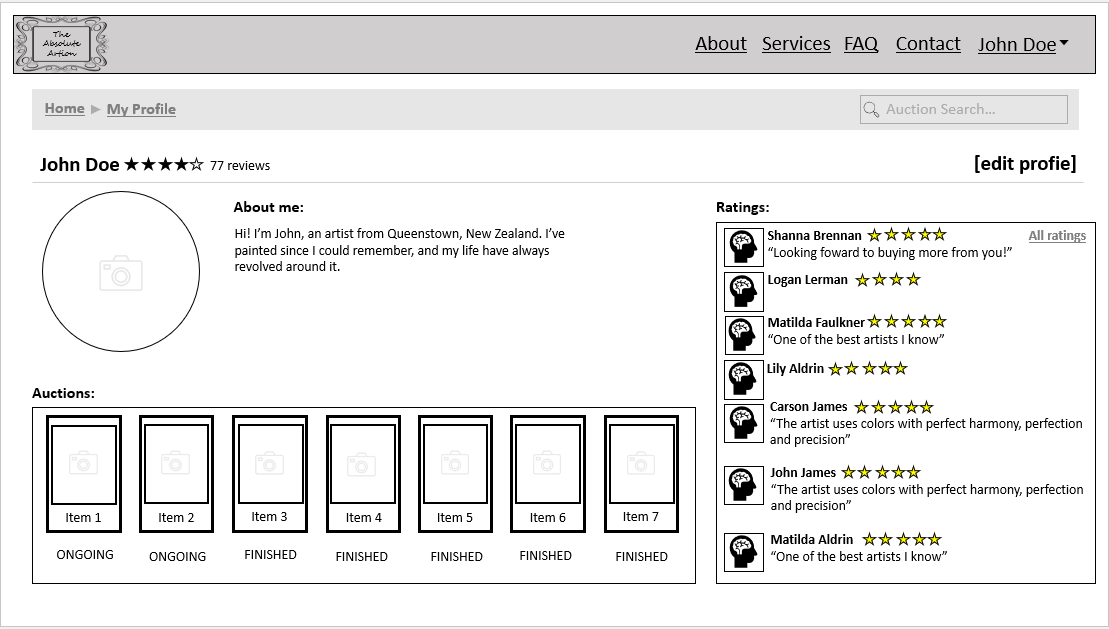 The
Absolute
Artion
About Services FAQ Contact John Doe
Home My Profile
Auction Search...
John Doe ★★★★☆ 77 reviews
[edit profie]
About me:
Hi! I'm John, an artist from Queenstown, New Zealand. I've
painted since I could remember, and my life have always
revolved around it.
Ratings:
All ratings
Shanna Brennan
“Looking foward to buying more from you!”
Logan Lerman
Matilda Faulkner
“One of the best artists I know”
Lily Aldrin
Carson James
“The artist uses colors with perfect harmony, perfection
and precision”
John James
“The artist uses colors with perfect harmony, perfection
and precision”
Matilda Aldrin
“One of the best artists I know”
Auctions:
Item 1 Item 2 Item 3 Item 4 Item 5 Item 6 Item 7
ONGOING ONGOING FINISHED FINISHED FINISHED FINISHED FINISHED